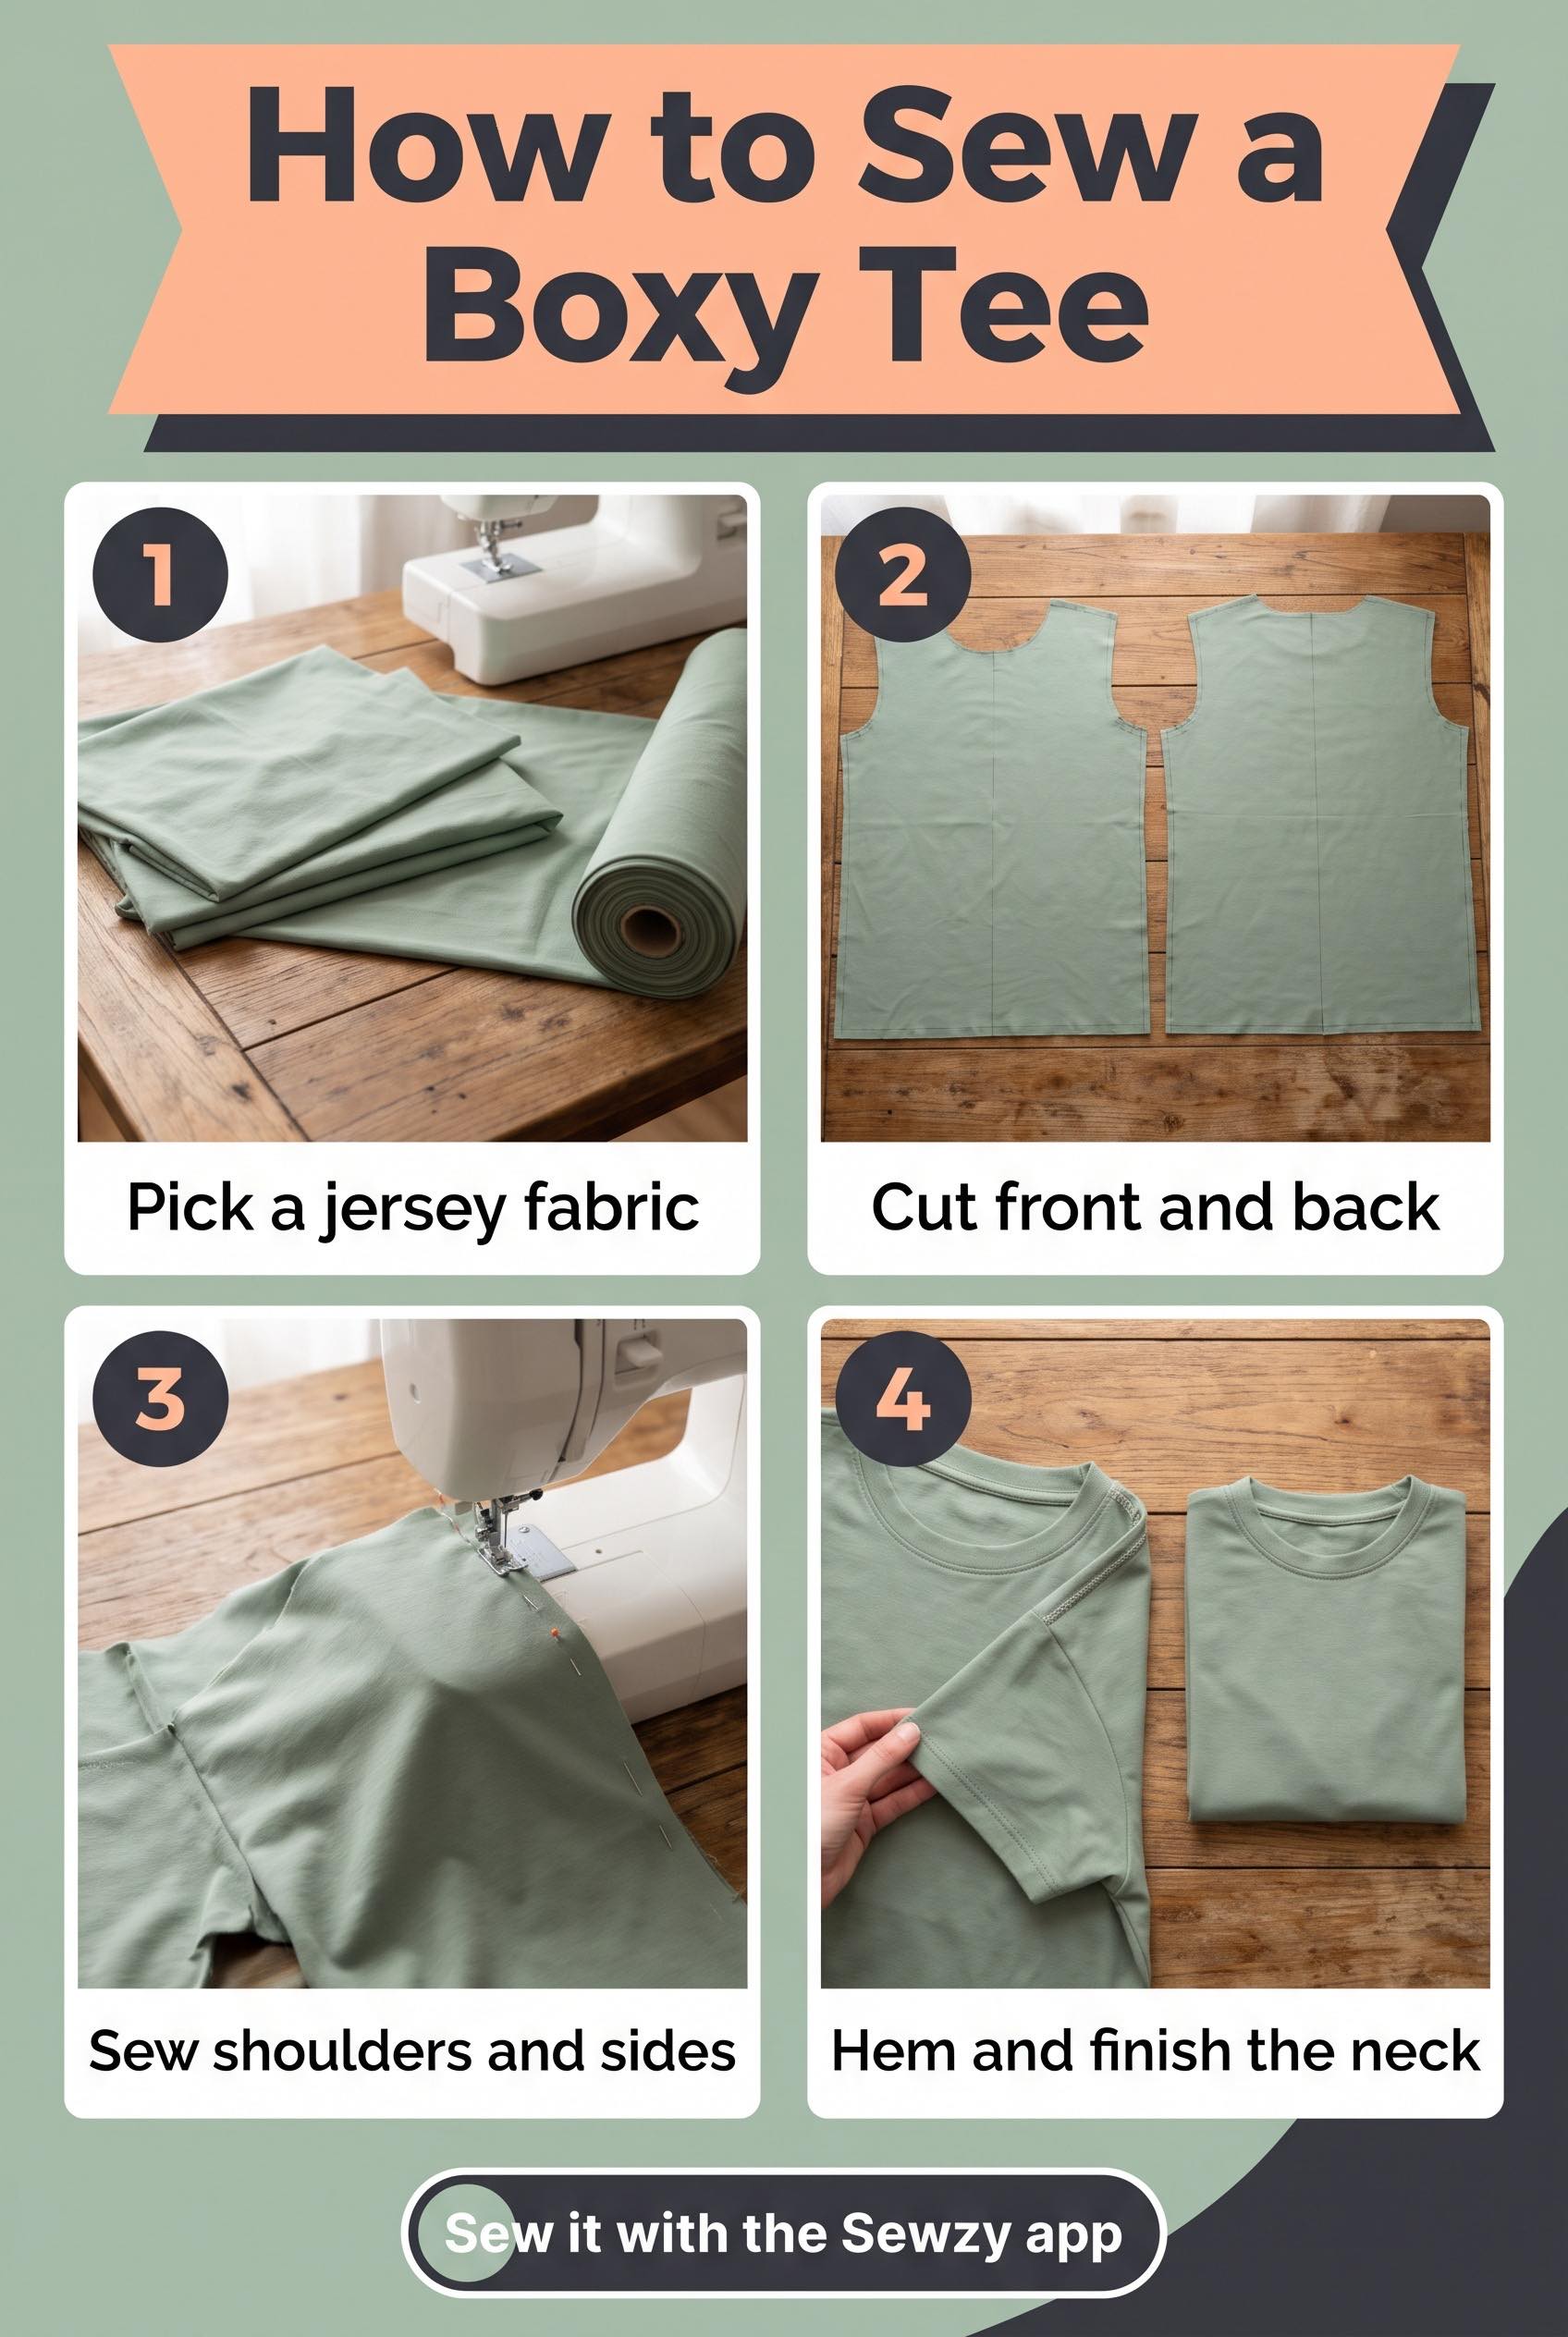 How to Sew a
Boxy Tee
1
2
Pick a jersey fabric
Cut front and back
3
4
Sew shoulders and sides
Hem and finish the neck
Sew it with the Sewzy app